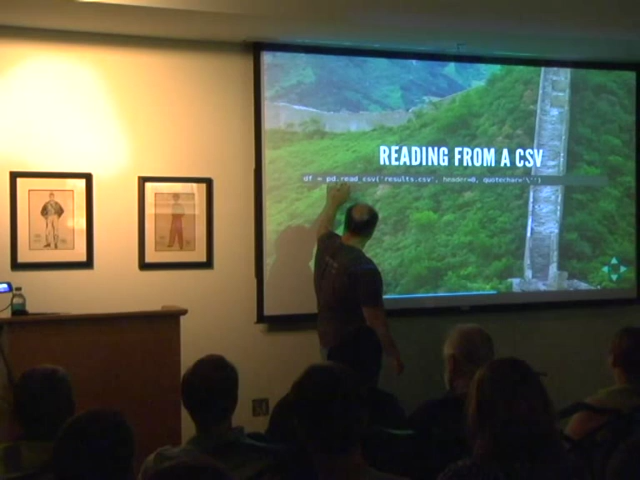 READING FROM A CSV
df = pd.read_csv('results.csv', header=0, quotechar='\'')